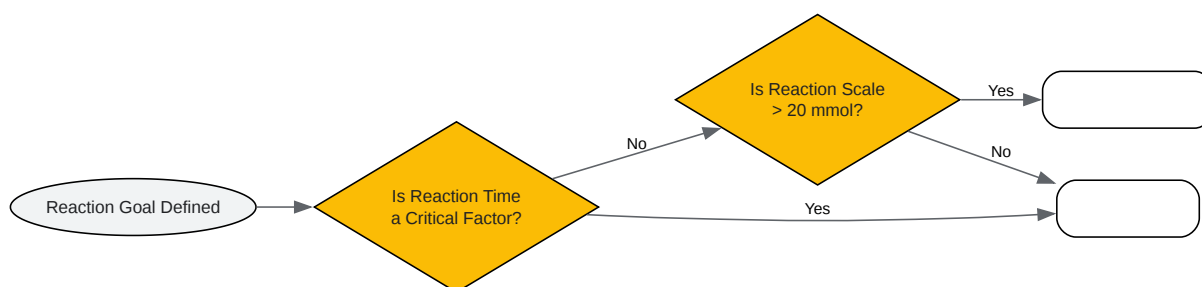 Reaction Goal Defined
Is Reaction Time
a Critical Factor?
No
Yes
Is Reaction Scale
> 20 mmol?
Yes
No